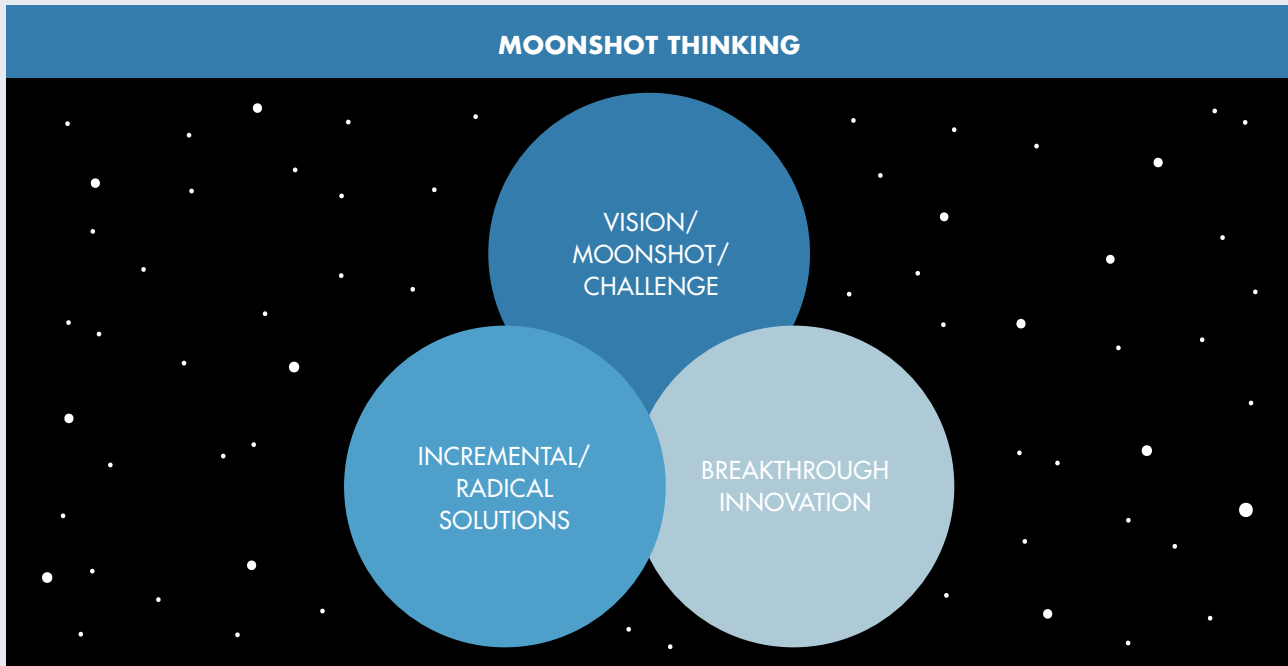 MOONSHOT THINKING
VISION/
MOONSHOT/
CHALLENGE
INCREMENTAL/
RADICAL
SOLUTIONS
BREAKTHROUGH
INNOVATION